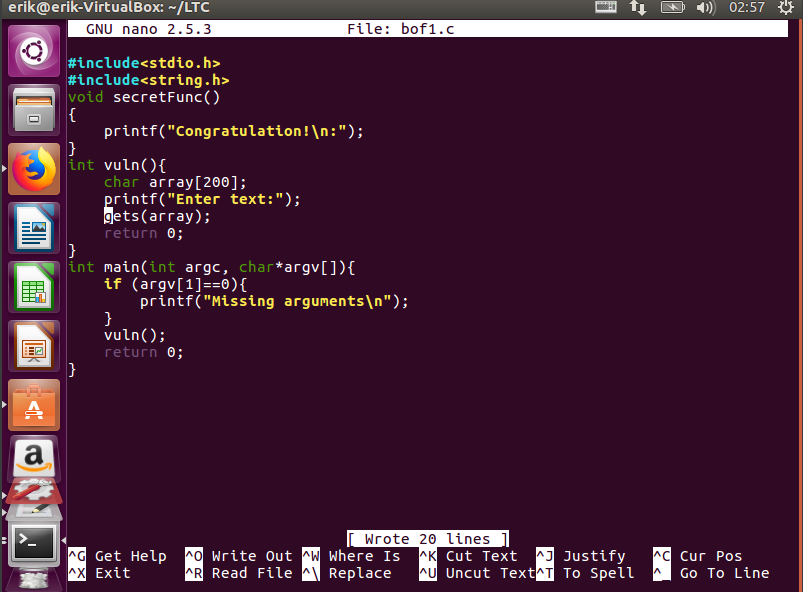 erik@erik-VirtualBox: ~/LTC 02:57
GNU nano 2.5.3 File: bof1.c
#include<stdio.h>
#include<string.h>
void secretFunc()
{
    printf("Congratulation!\n:");
}
int vuln(){
    char array[200];
    printf("Enter text:");
    gets(array);
    return 0;
}
int main(int argc, char*argv[]){
    if (argv[1]==0){
        printf("Missing arguments\n");
    }
    vuln();
    return 0;
}
[ Wrote 20 lines ]
^G Get Help ^O Write Out ^W Where Is ^K Cut Text ^J Justify ^C Cur Pos
^X Exit ^R Read File ^\ Replace ^U Uncut Text ^T To Spell ^_ Go To Line